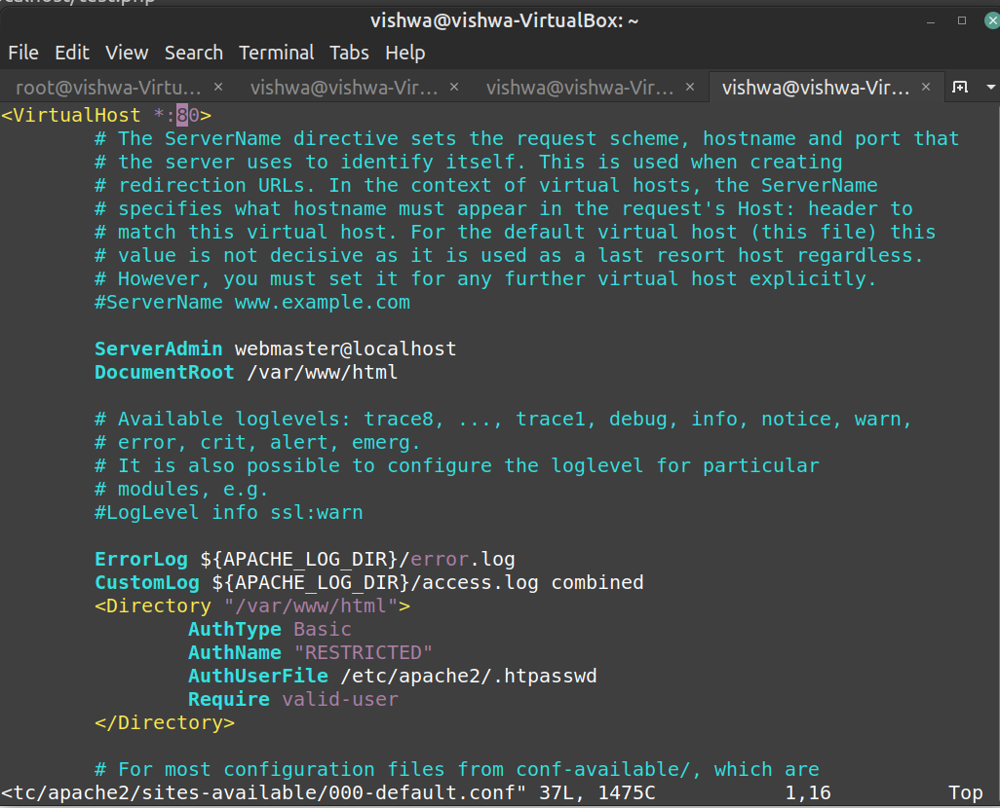 ocalhost/test.php
vishwa@vishwa-VirtualBox: ~
File Edit View Search Terminal Tabs Help
root@vishwa-Virtu... × vishwa@vishwa-Vir... × vishwa@vishwa-Vir... × vishwa@vishwa-Vir... ×
<VirtualHost *:80>
# The ServerName directive sets the request scheme, hostname and port that
# the server uses to identify itself. This is used when creating
# redirection URLs. In the context of virtual hosts, the ServerName
# specifies what hostname must appear in the request's Host: header to
# match this virtual host. For the default virtual host (this file) this
# value is not decisive as it is used as a last resort host regardless.
# However, you must set it for any further virtual host explicitly.
#ServerName www.example.com
ServerAdmin webmaster@localhost
DocumentRoot /var/www/html
# Available loglevels: trace8, ..., trace1, debug, info, notice, warn,
# error, crit, alert, emerg.
# It is also possible to configure the loglevel for particular
# modules, e.g.
#LogLevel info ssl:warn
ErrorLog ${APACHE_LOG_DIR}/error.log
CustomLog ${APACHE_LOG_DIR}/access.log combined
<Directory "/var/www/html">
AuthType Basic
AuthName "RESTRICTED"
AuthUserFile /etc/apache2/.htpasswd
Require valid-user
</Directory>
# For most configuration files from conf-available/, which are
<tc/apache2/sites-available/000-default.conf" 37L, 1475C 1,16 Top